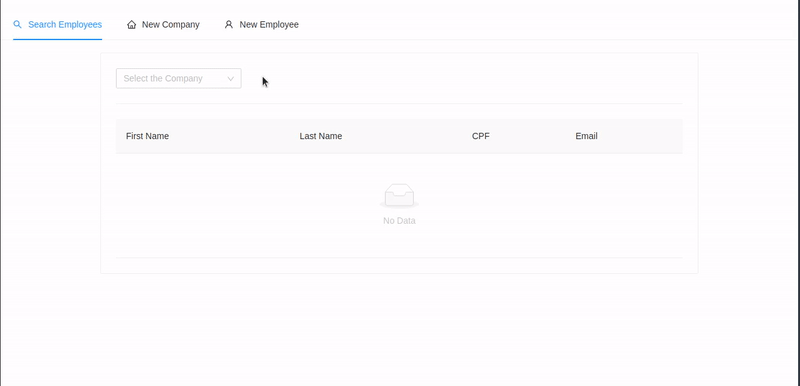 Search Employees New Company New Employee
Select the Company
First Name Last Name CPF Email
No Data